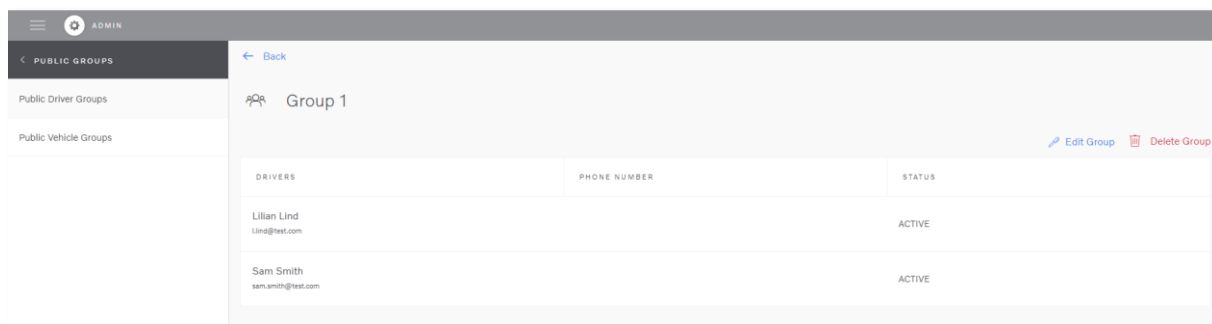 ADMIN
PUBLIC GROUPS
Back
Public Driver Groups
Group 1
Public Vehicle Groups
Edit Group Delete Group
DRIVERS PHONE NUMBER STATUS
Lilian Lind
l.lind@test.com
ACTIVE
Sam Smith
sam.smith@test.com
ACTIVE